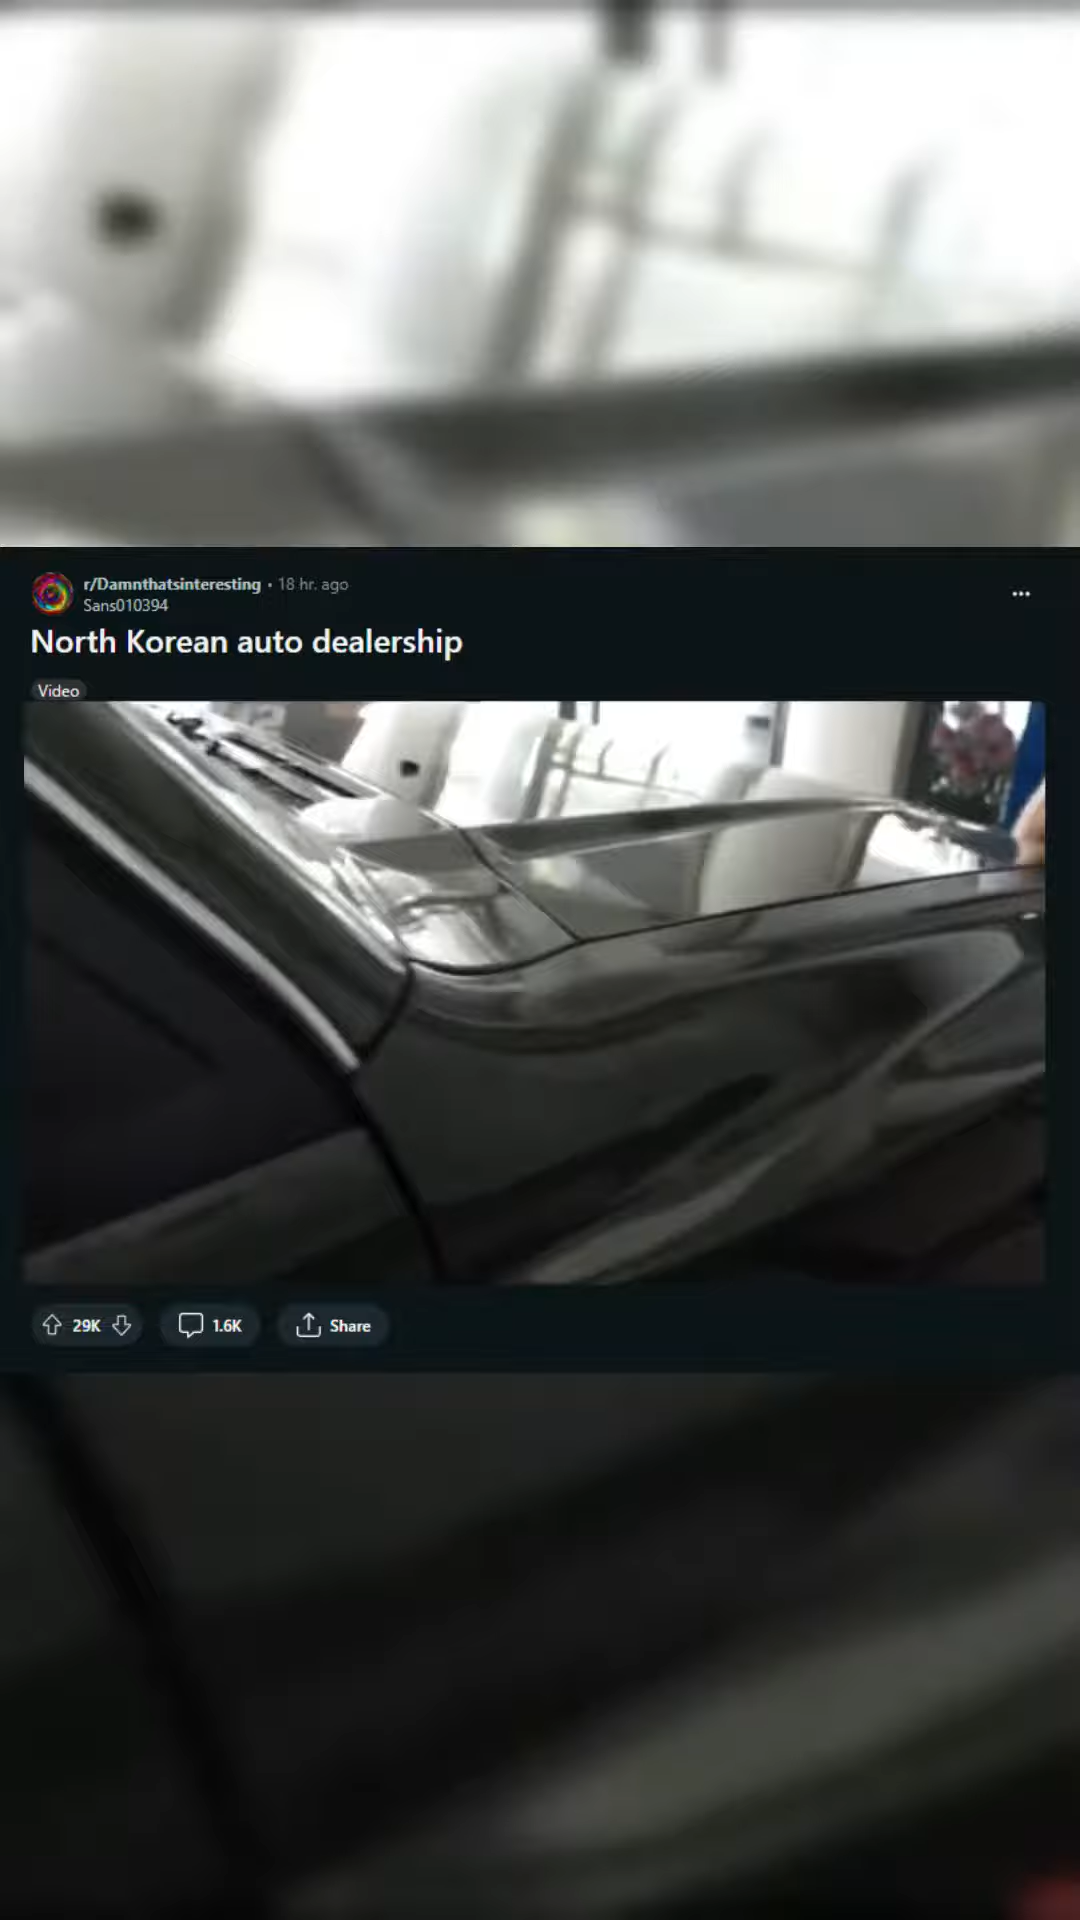 r/Damnthatsinteresting • 18 hr. ago
Sans010394
North Korean auto dealership
Video
29K 1.6K Share